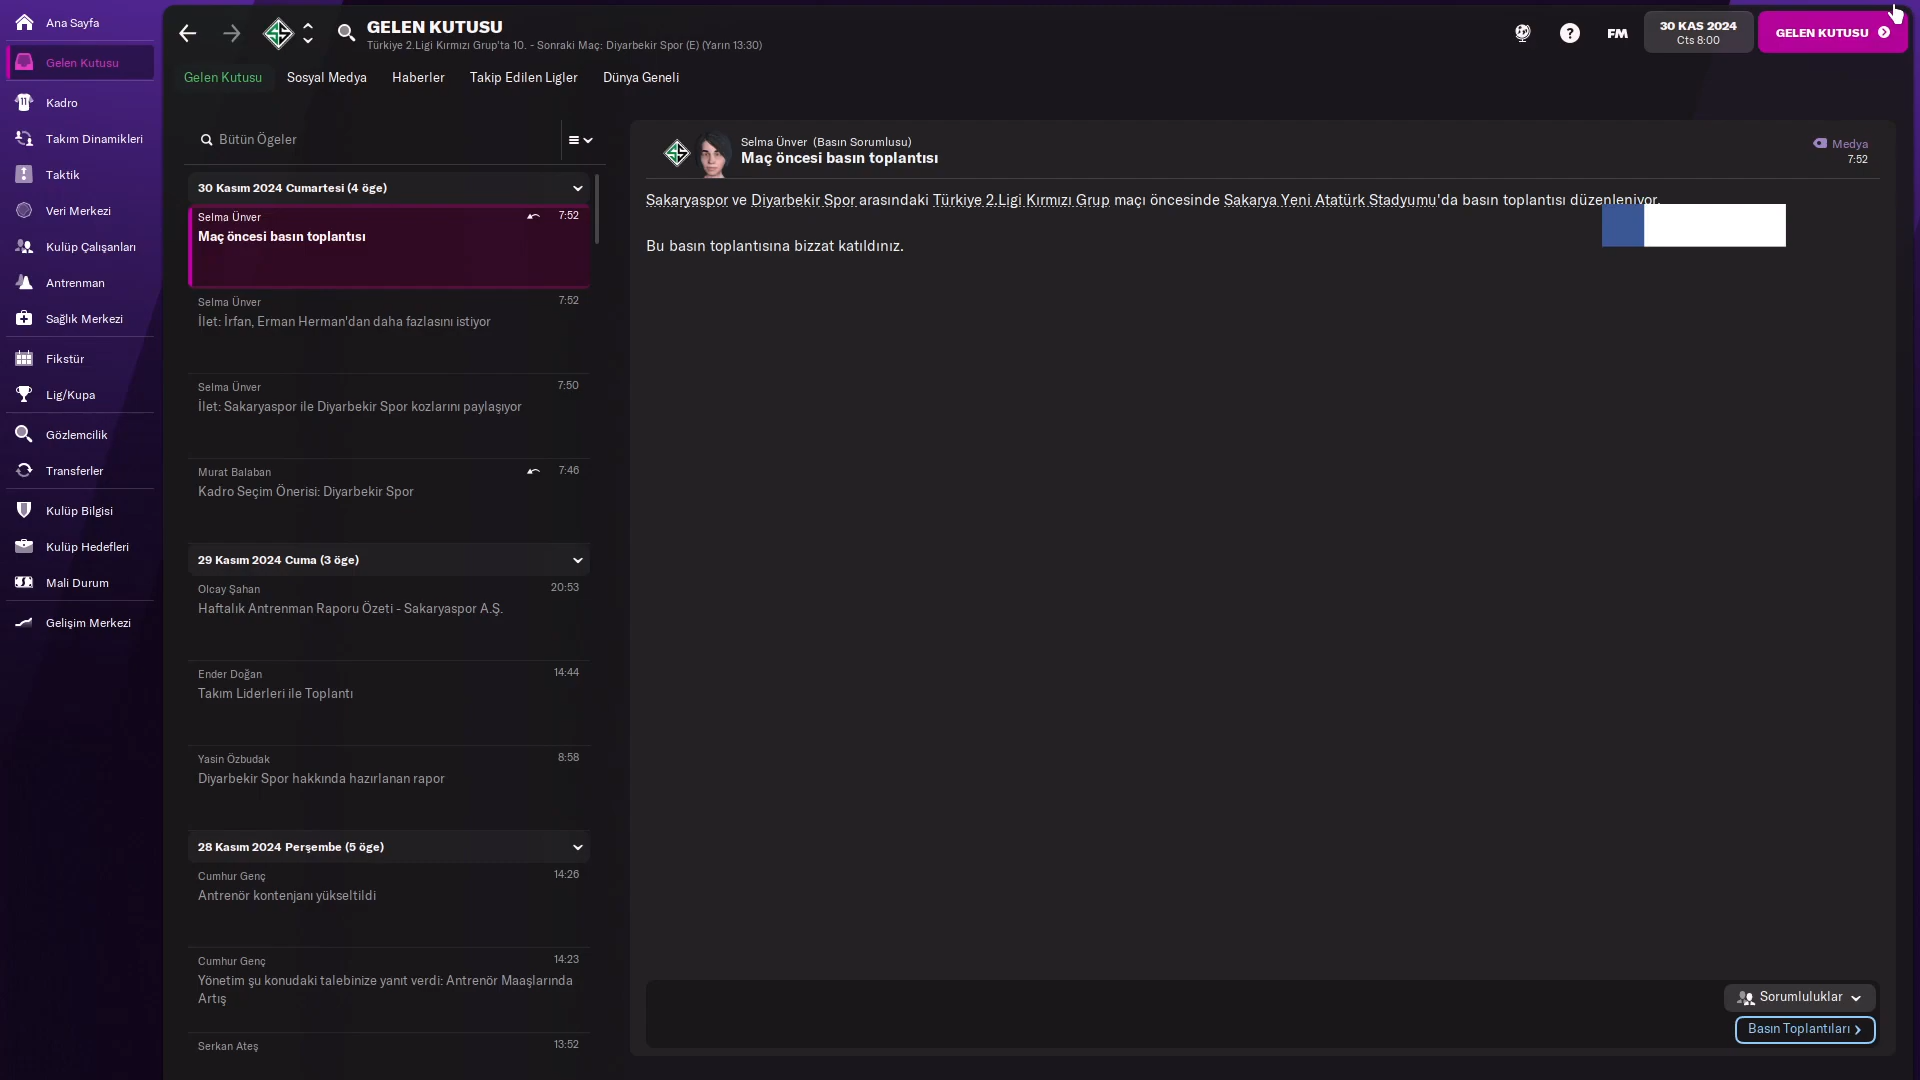 Ana Sayfa
Gelen Kutusu
Kadro
Takım Dinamikleri
Taktik
Veri Merkezi
Kulüp Çalışanları
Antrenman
Sağlık Merkezi
Fikstür
Lig/Kupa
Gözlemcilik
Transferler
Kulüp Bilgisi
Kulüp Hedefleri
Mali Durum
Gelişim Merkezi
GELEN KUTUSU
Türkiye 2.Ligi Kırmızı Grup'ta 10. - Sonraki Maç: Diyarbekir Spor (E) (Yarın 13:30)
FM
30 KAS 2024
Cts 8:00
GELEN KUTUSU
Gelen Kutusu Sosyal Medya Haberler Takip Edilen Ligler Dünya Geneli
Bütün Ögeler
30 Kasım 2024 Cumartesi (4 öge)
Selma Ünver 7:52
Maç öncesi basın toplantısı
Selma Ünver 7:52
İlet: İrfan, Erman Herman'dan daha fazlasını istiyor
Selma Ünver 7:50
İlet: Sakaryaspor ile Diyarbekir Spor kozlarını paylaşıyor
Murat Balaban 7:46
Kadro Seçim Önerisi: Diyarbekir Spor
29 Kasım 2024 Cuma (3 öge)
Olcay Şahan 20:53
Haftalık Antrenman Raporu Özeti - Sakaryaspor A.Ş.
Ender Doğan 14:44
Takım Liderleri ile Toplantı
Yasin Özbudak 8:58
Diyarbekir Spor hakkında hazırlanan rapor
28 Kasım 2024 Perşembe (5 öge)
Cumhur Genç 14:26
Antrenör kontenjanı yükseltildi
Cumhur Genç 14:23
Yönetim şu konudaki talebinize yanıt verdi: Antrenör Maaşlarında
Artış
Serkan Ateş 13:52
Selma Ünver (Basın Sorumlusu)
Maç öncesi basın toplantısı
Medya
7:52
Sakaryaspor ve Diyarbekir Spor arasındaki Türkiye 2.Ligi Kırmızı Grup maçı öncesinde Sakarya Yeni Atatürk Stadyumu'da basın toplantısı düzenleniyor.
Bu basın toplantısına bizzat katıldınız.
Sorumluluklar
Basın Toplantıları